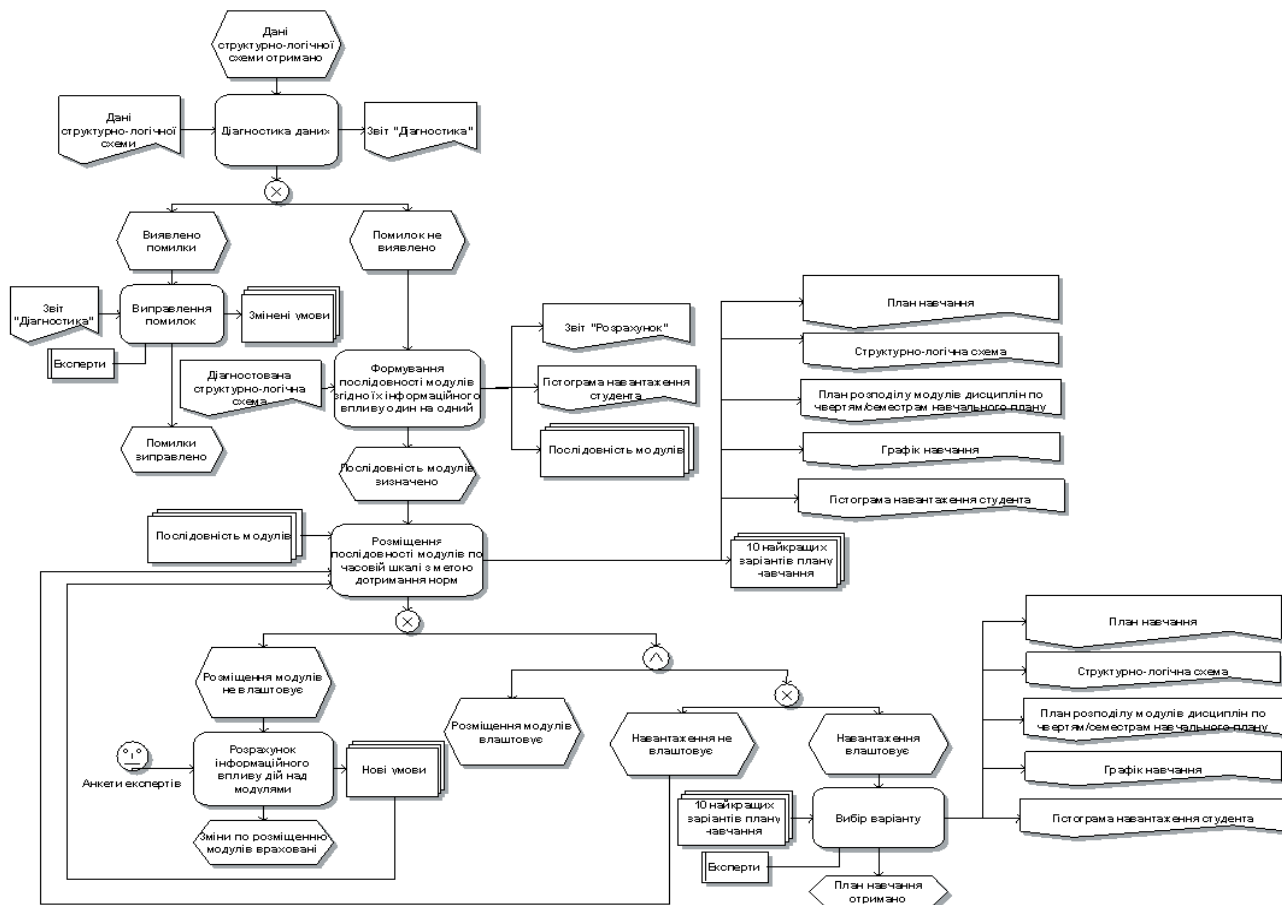 Дані
структурно-логічної
схеми отримано
Дані
структурно-логічної
схеми
Діагностика даних
Звіт "Діагностика"
Виявлено
помилки
Помилок не
виявлено
Звіт
"Діагностика"
Виправлення
помилок
Змінені умови
Експерти
Помилки
виправлено
Діагностована
структурно-логічна
схема
Формування
послідовності модулів
згідно їх інформаційного
впливу один на одний
Звіт "Розрахунок"
Гістограма навантаження
студента
Послідовність модулів
План навчання
Структурно-логічна схема
План розподілу модулів дисциплін по
чвертям/семестрам навчального плану
Графік навчання
Гістограма навантаження студента
Послідовність модулів
визначено
Послідовність модулів
Розміщення
послідовності модулів по
часовій шкалі з метою
дотримання норм
10 найкращих
варіантів плану
навчання
Розміщення модулів
не влаштовує
Розміщення модулів
влаштовує
Навантаження не
влаштовує
Навантаження
влаштовує
Анкети експертів
Розрахунок
інформаційного
впливу дій над
модулями
Нові умови
Зміни по розміщенню
модулів враховані
10 найкращих
варіантів плану
навчання
Експерти
Вибір варіанту
План навчання
отримано
План навчання
Структурно-логічна схема
План розподілу модулів дисциплін по
чвертям/семестрам навчального плану
Графік навчання
Гістограма навантаження студента